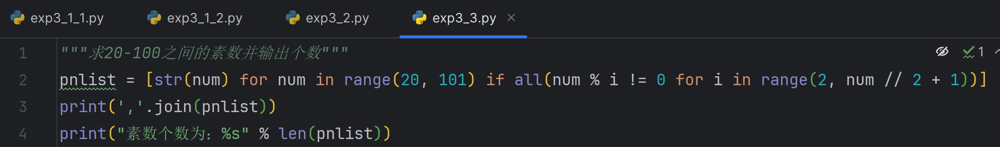 exp3_1_1.py exp3_1_2.py exp3_2.py exp3_3.py
1 """求20-100之间的素数并输出个数""" 1
2 pnlist = [str(num) for num in range(20, 101) if all(num % i != 0 for i in range(2, num // 2 + 1))]
3 print(','.join(pnlist))
4 print("素数个数为：%s" % len(pnlist))